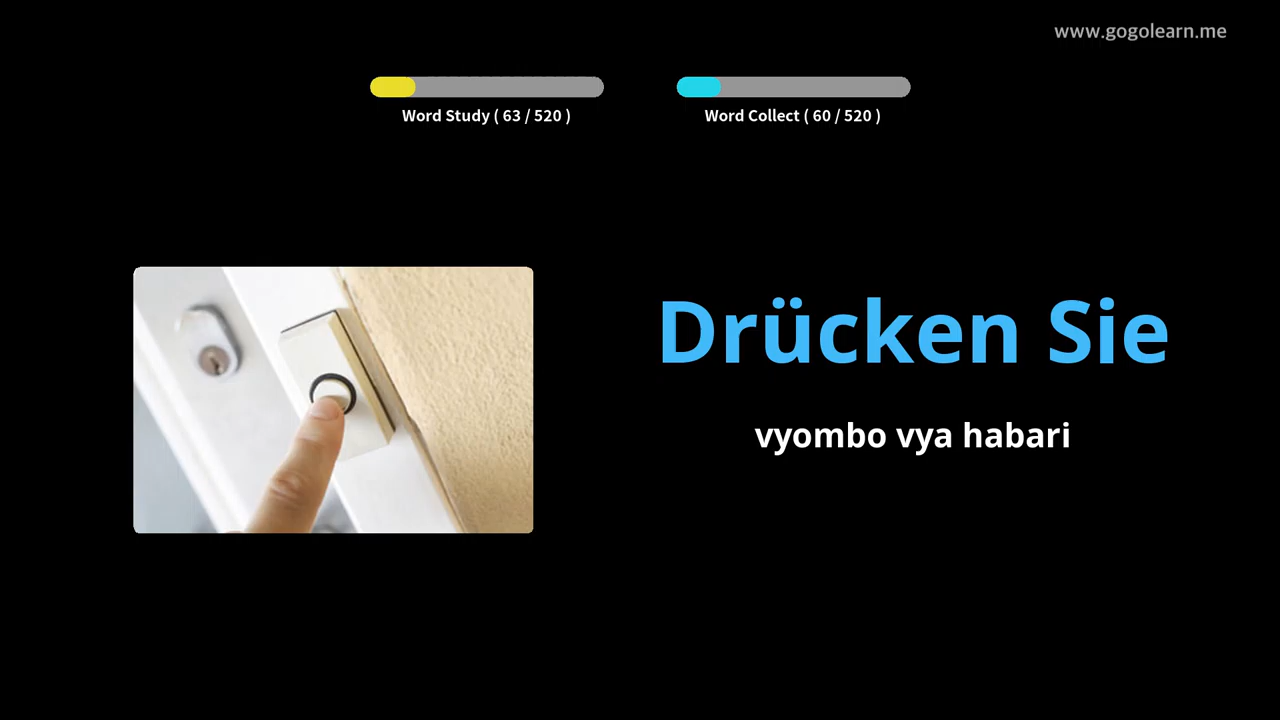 www.gogolearn.me
Word Study ( 63 / 520 )
Word Collect ( 60 / 520 )
Drücken Sie
vyombo vya habari